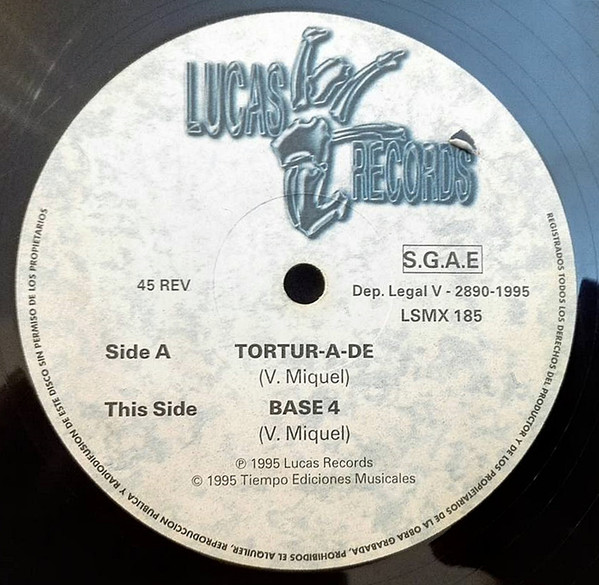 LUCAS
RECORDS
S.G.A.E
45 REV
Dep. Legal V - 2890-1995
LSMX 185
Side A TORTUR-A-DE
(V. Miquel)
This Side BASE 4
(V. Miquel)
℗ 1995 Lucas Records
© 1995 Tiempo Ediciones Musicales
REGISTRADOS TODOS LOS DERECHOS DEL PRODUCTOR Y DE LOS PROPIETARIOS DE LA OBRA GRABADA, PROHIBIDOS EL ALQUILER, REPRODUCCION PUBLICA Y RADIODIFUSION DE ESTE DISCO SIN PERMISO DE LOS PROPIETARIOS